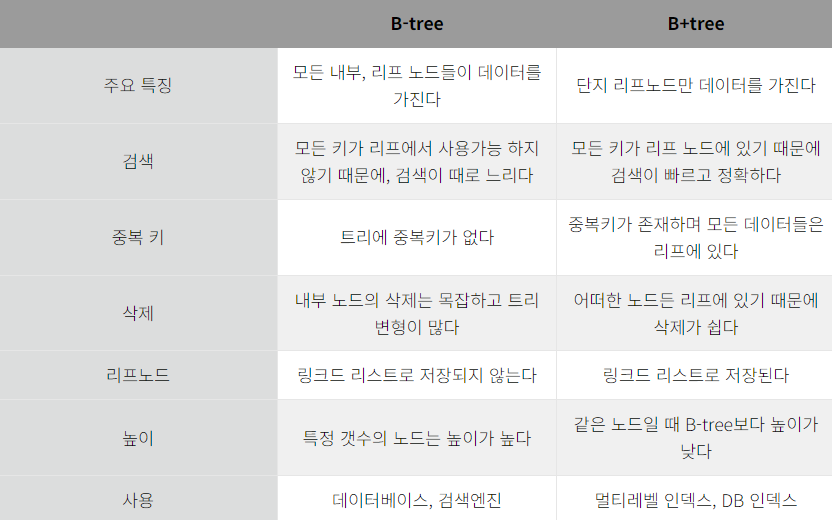 B-tree B+tree
주요 특징
모든 내부, 리프 노드들이 데이터를
가진다
단지 리프노드만 데이터를 가진다
검색
모든 키가 리프에서 사용가능 하지
않기 때문에, 검색이 때로 느리다
모든 키가 리프 노드에 있기 때문에
검색이 빠르고 정확하다
중복 키
트리에 중복키가 없다
중복키가 존재하며 모든 데이터들은
리프에 있다
삭제
내부 노드의 삭제는 목잡하고 트리
변형이 많다
어떠한 노드든 리프에 있기 때문에
삭제가 쉽다
리프노드
링크드 리스트로 저장되지 않는다
링크드 리스트로 저장된다
높이
특정 갯수의 노드는 높이가 높다
같은 노드일 때 B-tree보다 높이가
낮다
사용
데이터베이스, 검색엔진
멀티레벨 인덱스, DB 인덱스